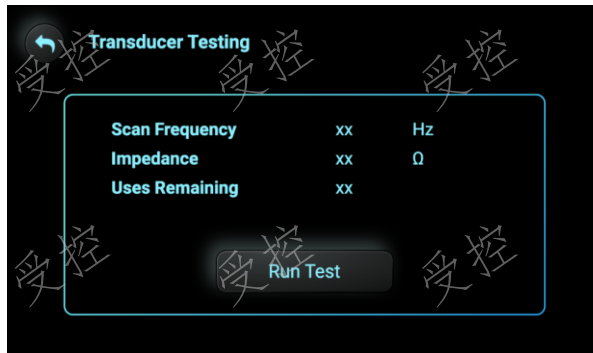 Transducer Testing
受控 受控 受控
Scan Frequency xx Hz
Impedance xx Ω
Uses Remaining xx
受控 受控 受控
Run Test